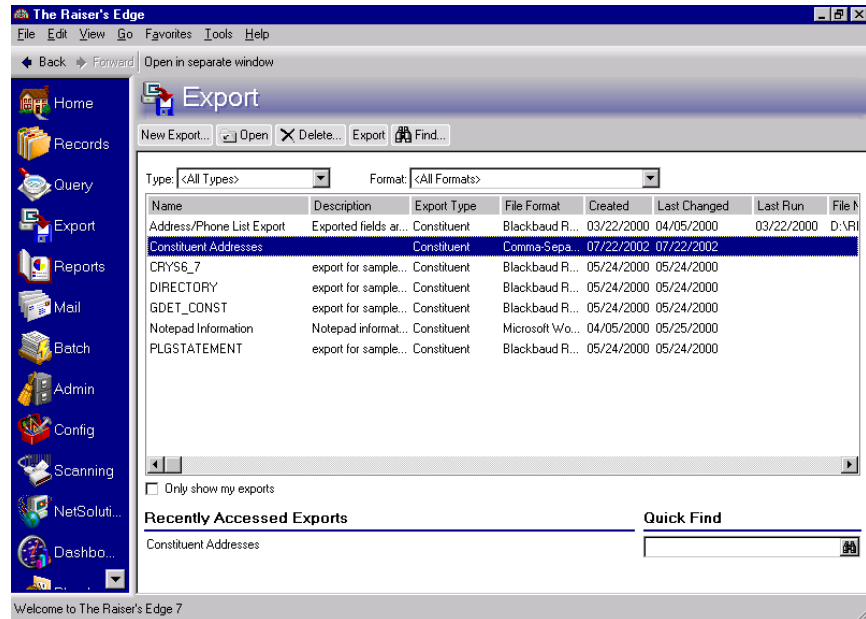 The Raiser's Edge
File Edit View Go Favorites Tools Help
Back Forward Open in separate window
Home
Records
Query
Export
Reports
Mail
Batch
Admin
Config
Scanning
NetSoluti...
Dashbo...
Export
New Export... Open Delete... Export Find...
Type: <All Types> Format: <All Formats>
Name Description Export Type File Format Created Last Changed Last Run File N
Address/Phone List Export Exported fields ar... Constituent Blackbaud R... 03/22/2000 04/05/2000 03/22/2000 D:\RI
Constituent Addresses Constituent Comma-Sepa... 07/22/2002 07/22/2002
CRYS6_7 export for sample... Constituent Blackbaud R... 05/24/2000 05/24/2000
DIRECTORY export for sample... Constituent Blackbaud R... 05/24/2000 05/24/2000
GDET_CONST export for sample... Constituent Blackbaud R... 05/24/2000 05/24/2000
Notepad Information Notepad informat... Constituent Microsoft Wo... 04/05/2000 05/25/2000
PLGSTATEMENT export for sample... Constituent Blackbaud R... 05/24/2000 05/24/2000
Only show my exports
Recently Accessed Exports
Constituent Addresses
Quick Find
Welcome to The Raiser's Edge 7